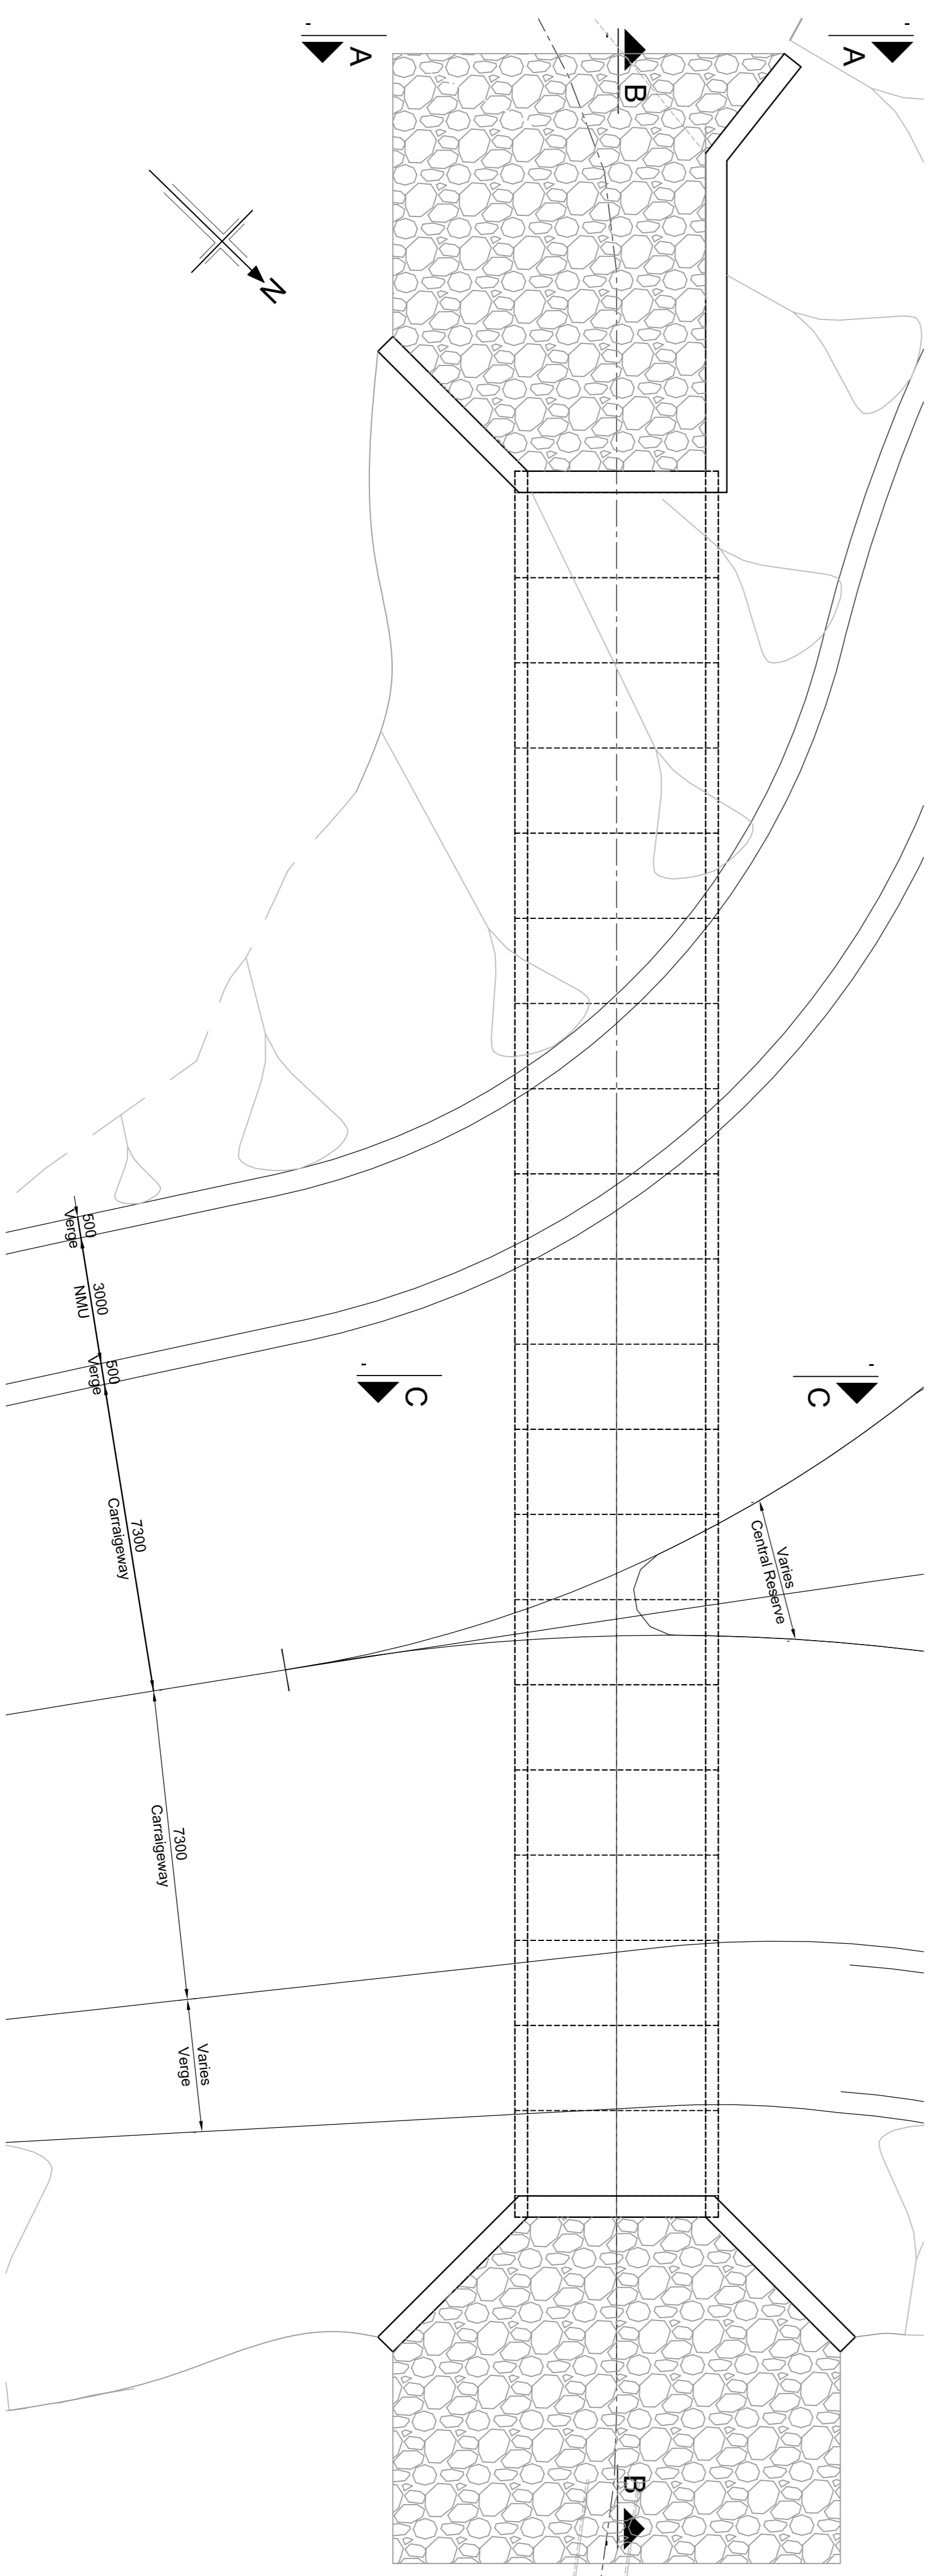 A
A
B
N
500
Verge
3000
NMU
500
Verge
C
C
7300
Carraigeway
Varies
Central Reserve
7300
Carraigeway
Varies
Verge
B